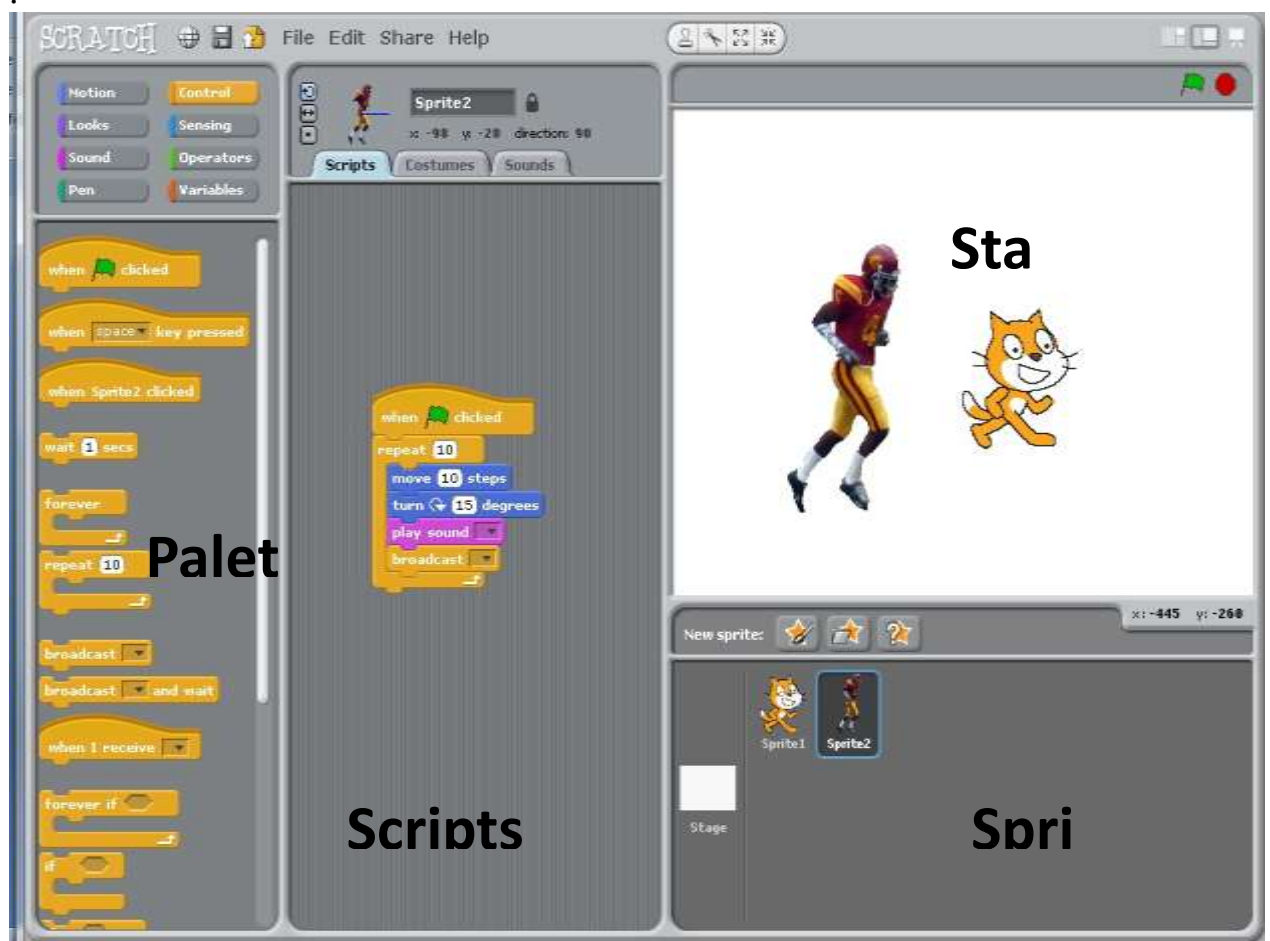 SCRATCH File Edit Share Help
Motion Control
Looks Sensing
Sound Operators
Pen Variables
Sprite2
x: -98 y: -28 direction: 90
Scripts Costumes Sounds
when clicked
when space key pressed
when Sprite2 clicked
wait 1 secs
forever
repeat 10
broadcast
broadcast and wait
when I receive
forever if
if
Palet
when clicked
repeat 10
move 10 steps
turn 15 degrees
play sound
broadcast
Scripts
Sta
x: -445 y: -268
New sprite:
Sprite1 Sprite2
Stage
Spri